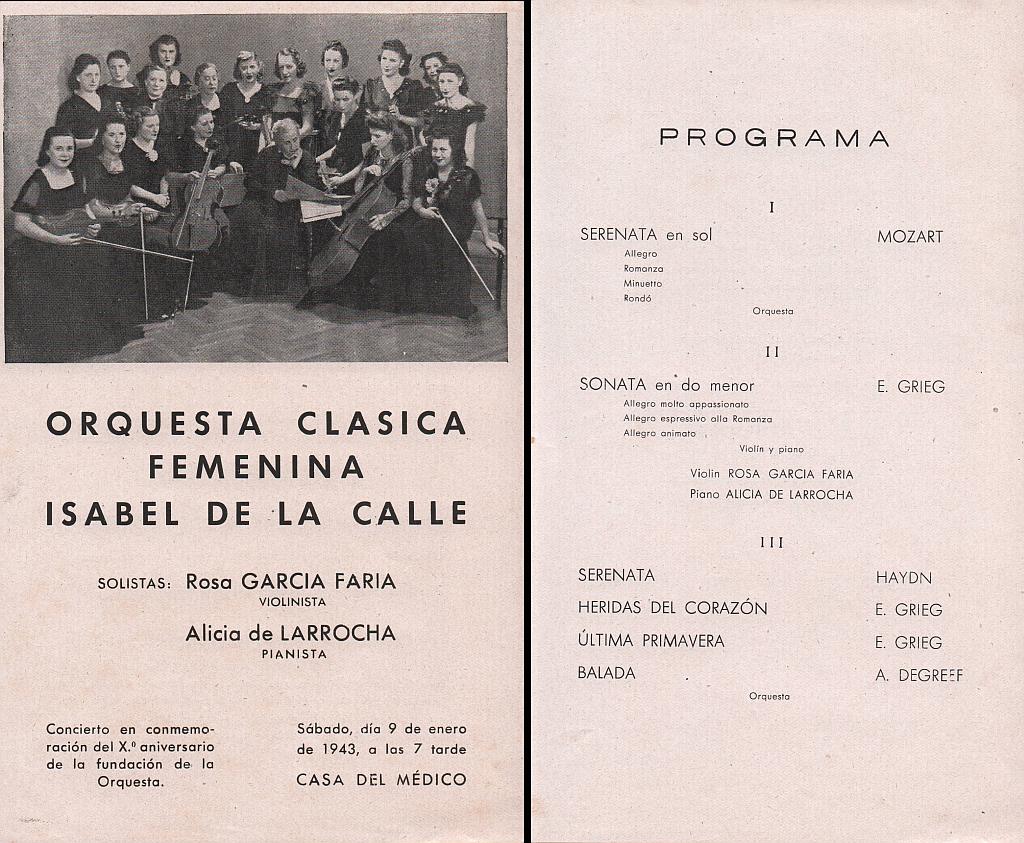 ORQUESTA CLASICA
FEMENINA
ISABEL DE LA CALLE
SOLISTAS: Rosa GARCIA FARIA
VIOLINISTA
Alicia de LARROCHA
PIANISTA
Concierto en conmemo-
ración del X.º aniversario
de la fundación de la
Orquesta.
Sábado, día 9 de enero
de 1943, a las 7 tarde
CASA DEL MÉDICO
PROGRAMA
I
SERENATA en sol MOZART
Allegro
Romanza
Minuetto
Rondó
Orquesta
II
SONATA en do menor E. GRIEG
Allegro molto appassionato
Allegro espressivo alla Romanza
Allegro animato
Violín y piano
Violín ROSA GARCIA FARIA
Piano ALICIA DE LARROCHA
III
SERENATA HAYDN
HERIDAS DEL CORAZÓN E. GRIEG
ÚLTIMA PRIMAVERA E. GRIEG
BALADA A. DEGREEF
Orquesta